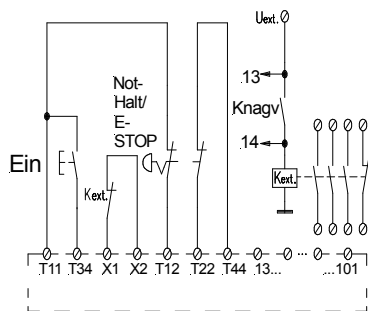 Uext.
Not-
Halt/
E-
STOP
.13
Knagv
.14
Ein
Kext.
Kext.
.T11 .T34 X1 X2 .T12 .T22 .T44 .13... ... ...101